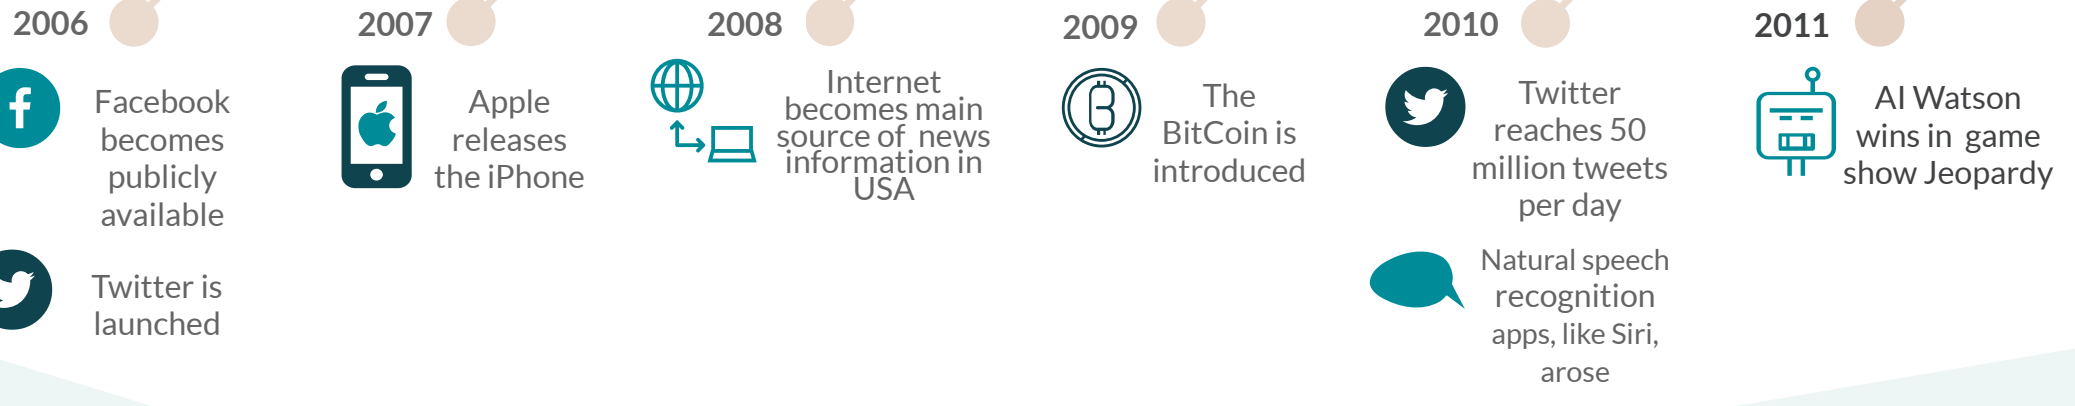 2006
Facebook
becomes
publicly
available
Twitter is
launched
2007
Apple
releases
the iPhone
2008
Internet
becomes main
source of  news
information in
USA
2009
The
BitCoin is
introduced
2010
Twitter
reaches 50
million tweets
per day
Natural speech
recognition
apps, like Siri,
arose
2011
AI Watson
wins in  game
show Jeopardy